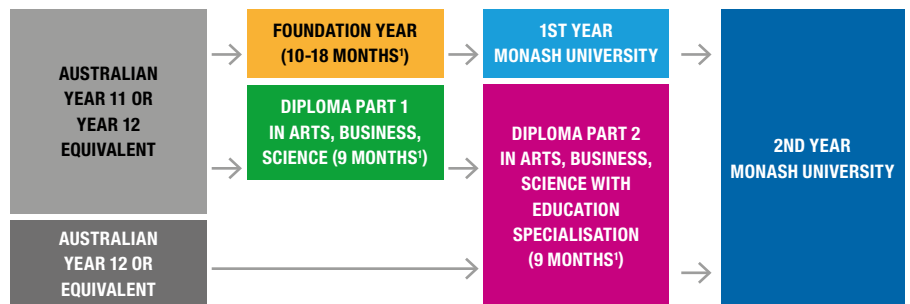 AUSTRALIAN
YEAR 11 OR
YEAR 12
EQUIVALENT
FOUNDATION YEAR
(10-18 MONTHS¹)
1ST YEAR
MONASH UNIVERSITY
DIPLOMA PART 1
IN ARTS, BUSINESS,
SCIENCE (9 MONTHS¹)
DIPLOMA PART 2
IN ARTS, BUSINESS,
SCIENCE WITH
EDUCATION
SPECIALISATION
(9 MONTHS¹)
2ND YEAR
MONASH UNIVERSITY
AUSTRALIAN
YEAR 12 OR
EQUIVALENT